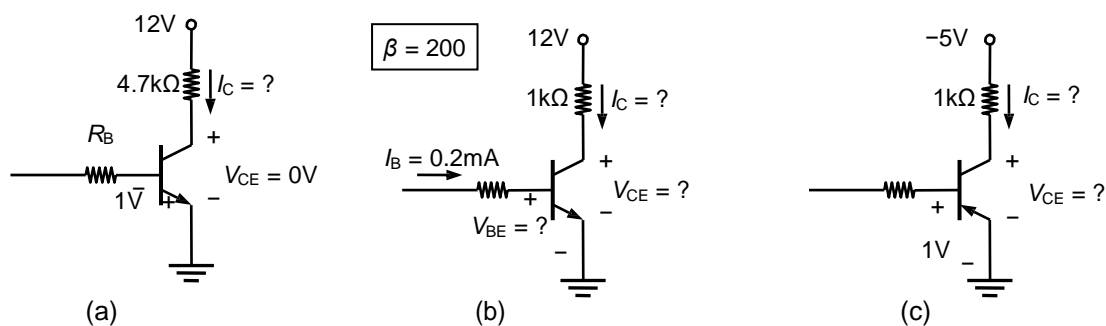 12V
4.7kΩ
I_C = ?
R_B
+
V_CE = 0V
1V
−
+
−
(a)
β = 200
12V
1kΩ
I_C = ?
I_B = 0.2mA
+
V_CE = ?
+
−
V_BE = ?
−
(b)
−5V
1kΩ
I_C = ?
+
V_CE = ?
+
−
1V
−
(c)